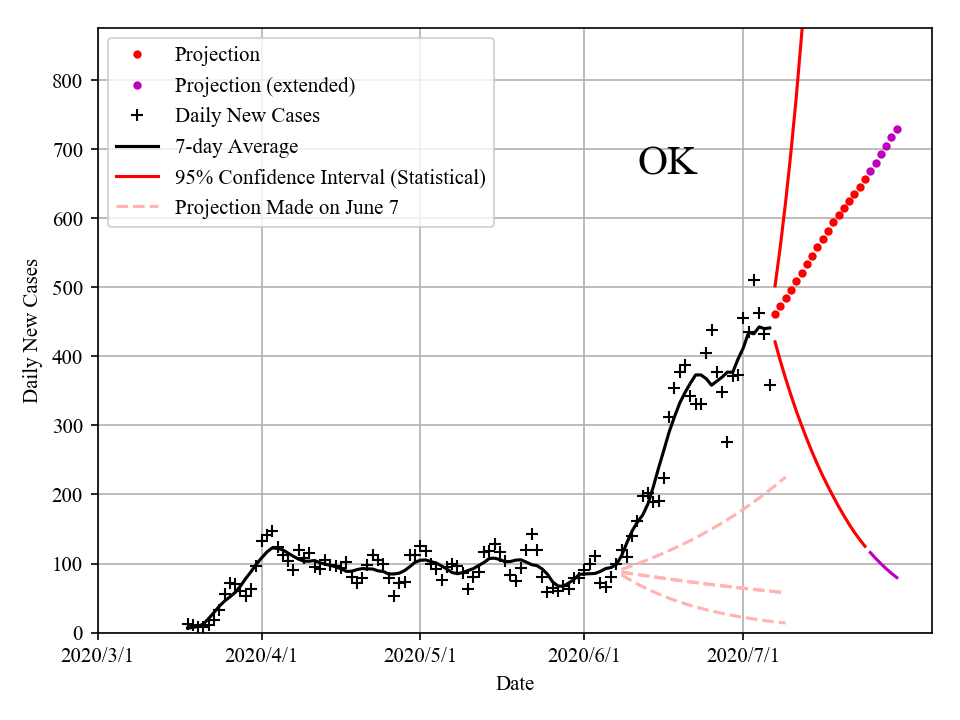 Projection
Projection (extended)
Daily New Cases
7-day Average
95% Confidence Interval (Statistical)
Projection Made on June 7
OK
800
700
600
500
400
300
200
100
0
Daily New Cases
2020/3/1 2020/4/1 2020/5/1 2020/6/1 2020/7/1
Date